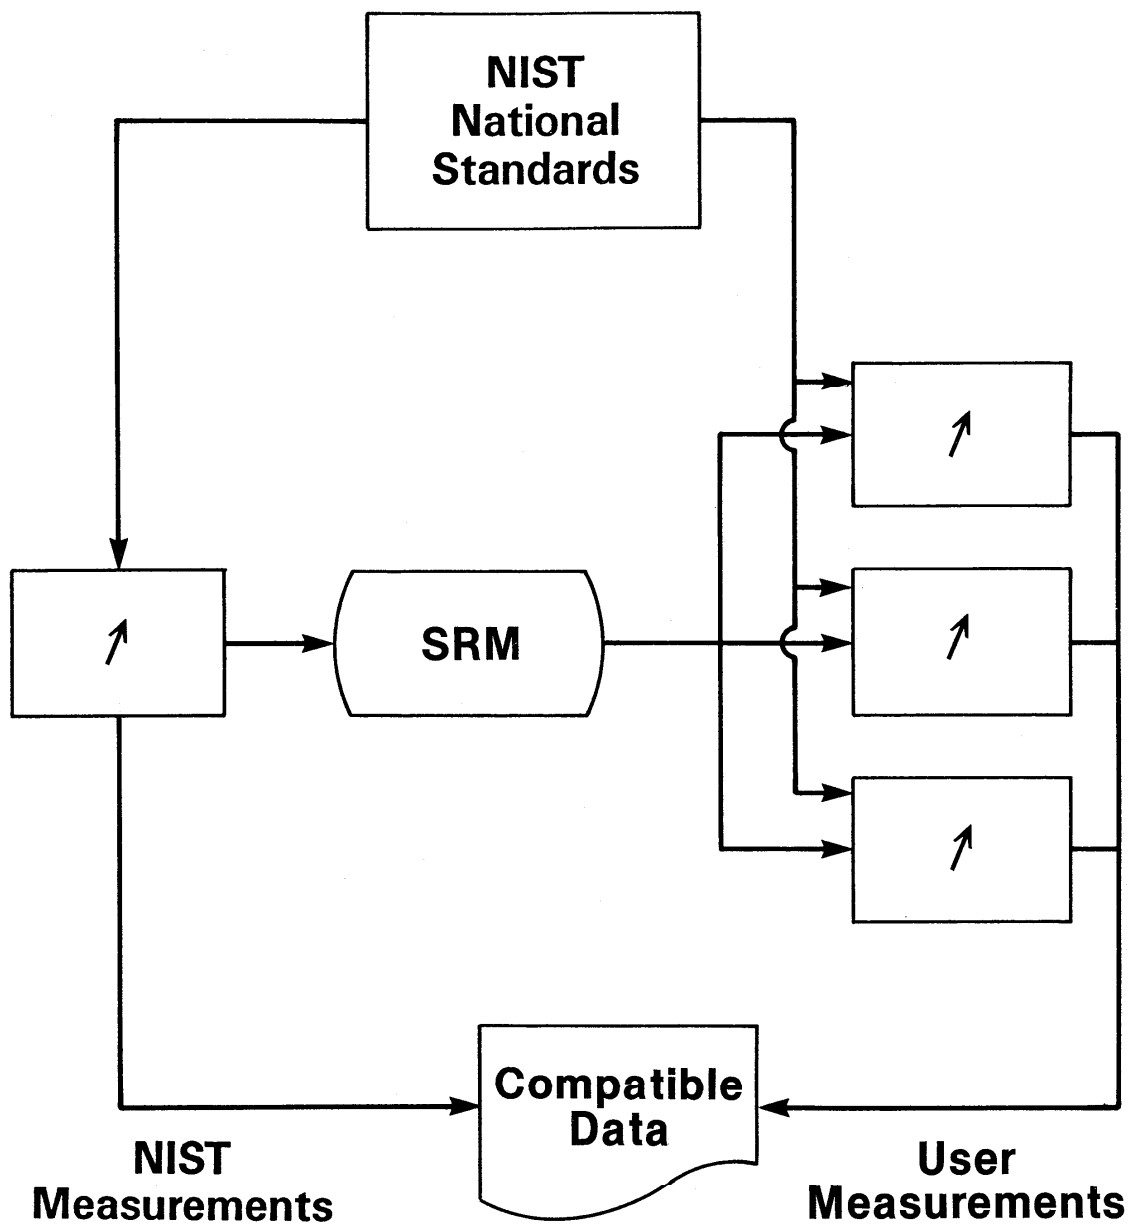 NIST
National
Standards
SRM
Compatible
Data
NIST
Measurements
User
Measurements